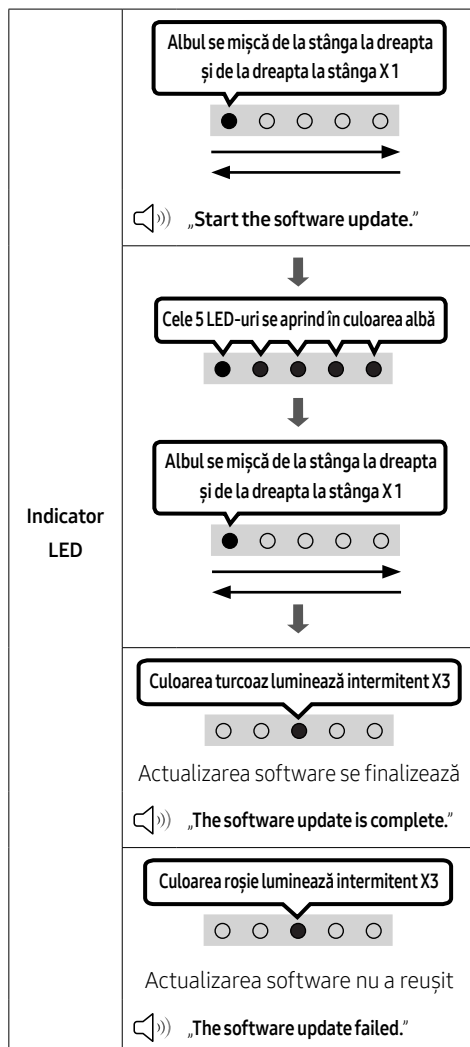 Albul se mișcă de la stânga la dreapta
și de la dreapta la stânga X 1
„Start the software update.”
Cele 5 LED-uri se aprind în culoarea albă
Albul se mișcă de la stânga la dreapta
și de la dreapta la stânga X 1
Indicator
LED
Culoarea turcoaz luminează intermitent X3
Actualizarea software se finalizează
„The software update is complete.”
Culoarea roșie luminează intermitent X3
Actualizarea software nu a reușit
„The software update failed.”